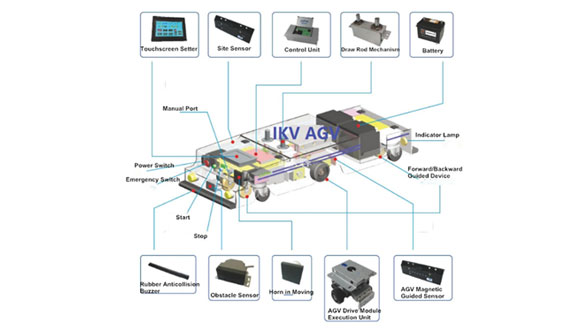 Touchscreen Setter
Site Sensor
Control Unit
Draw Rod Mechanism
Battery
Manual Port
IKV AGV
Indicator Lamp
Power Switch
Emergency Switch
Forward/Backward
Guided Device
Start
Stop
Rubber Anticollision
Buzzer
Obstacle Sensor
Horn in Moving
AGV Drive Module
Execution Unit
AGV Magnetic
Guided Sensor